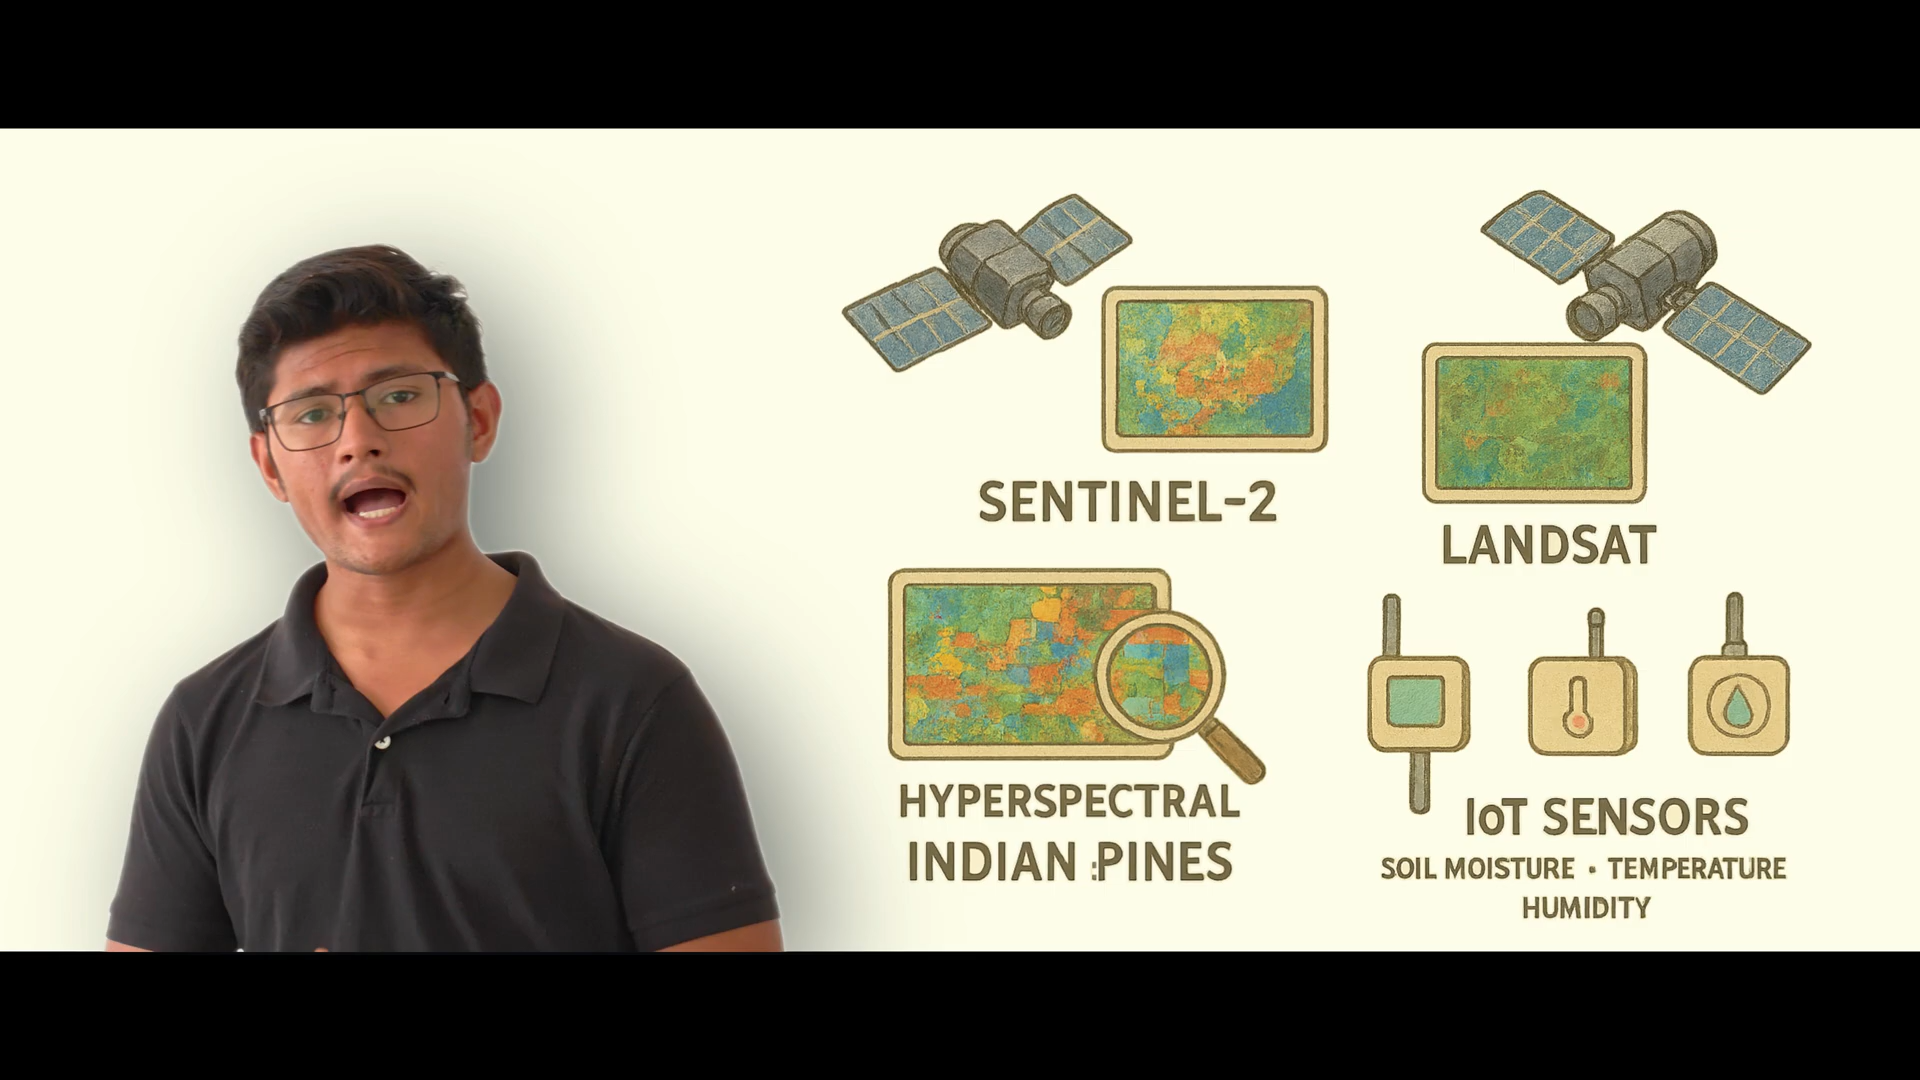 SENTINEL-2
LANDSAT
HYPERSPECTRAL
INDIAN :PINES
IoT SENSORS
SOIL MOISTURE · TEMPERATURE
HUMIDITY